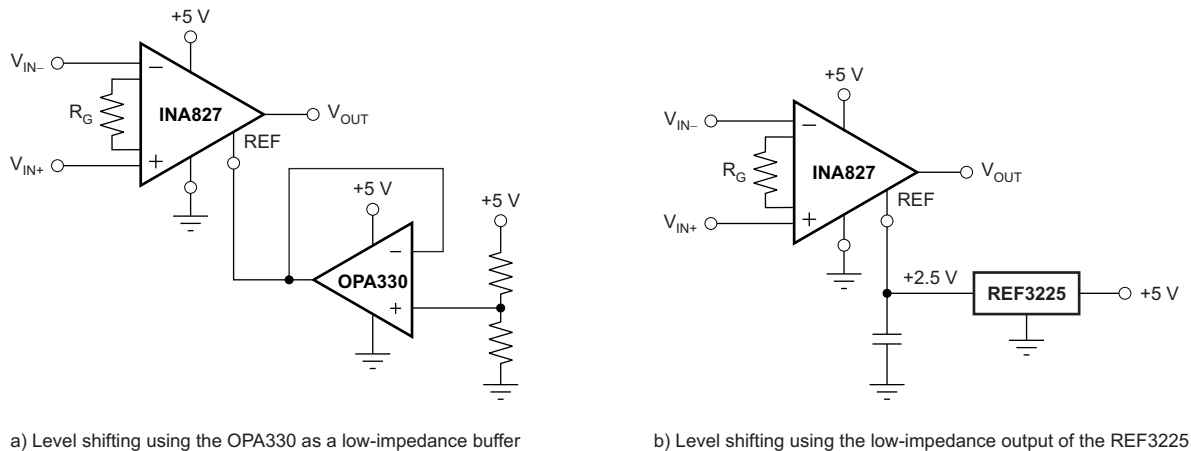 +5 V
V_IN–
–
R_G
INA827
V_OUT
REF
V_IN+
+
+5 V
+5 V
–
OPA330
+
a) Level shifting using the OPA330 as a low-impedance buffer
+5 V
V_IN–
–
R_G
INA827
V_OUT
REF
V_IN+
+
+2.5 V
REF3225
+5 V
b) Level shifting using the low-impedance output of the REF3225